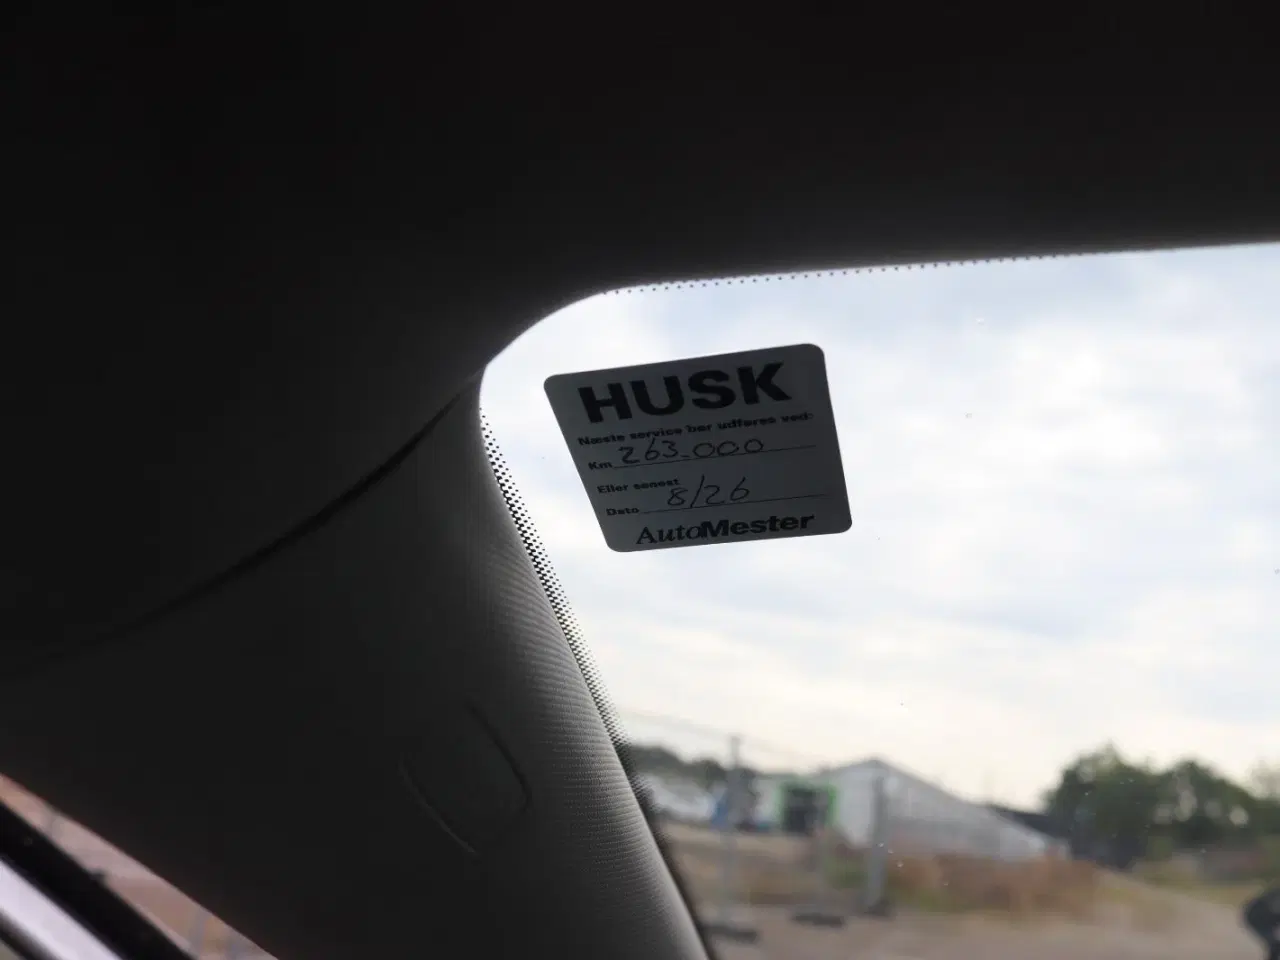 HUSK
Næste service bør udføres ved:
Km 263.000
Eller senest
Dato 8/26
AutoMester